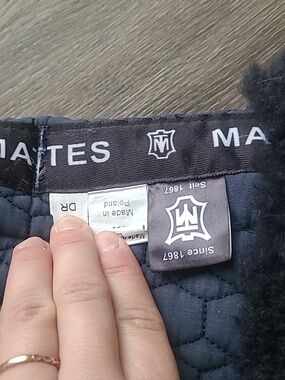 MATTES MA
DR
Made in
Poland
Seit 1867
Since 1867